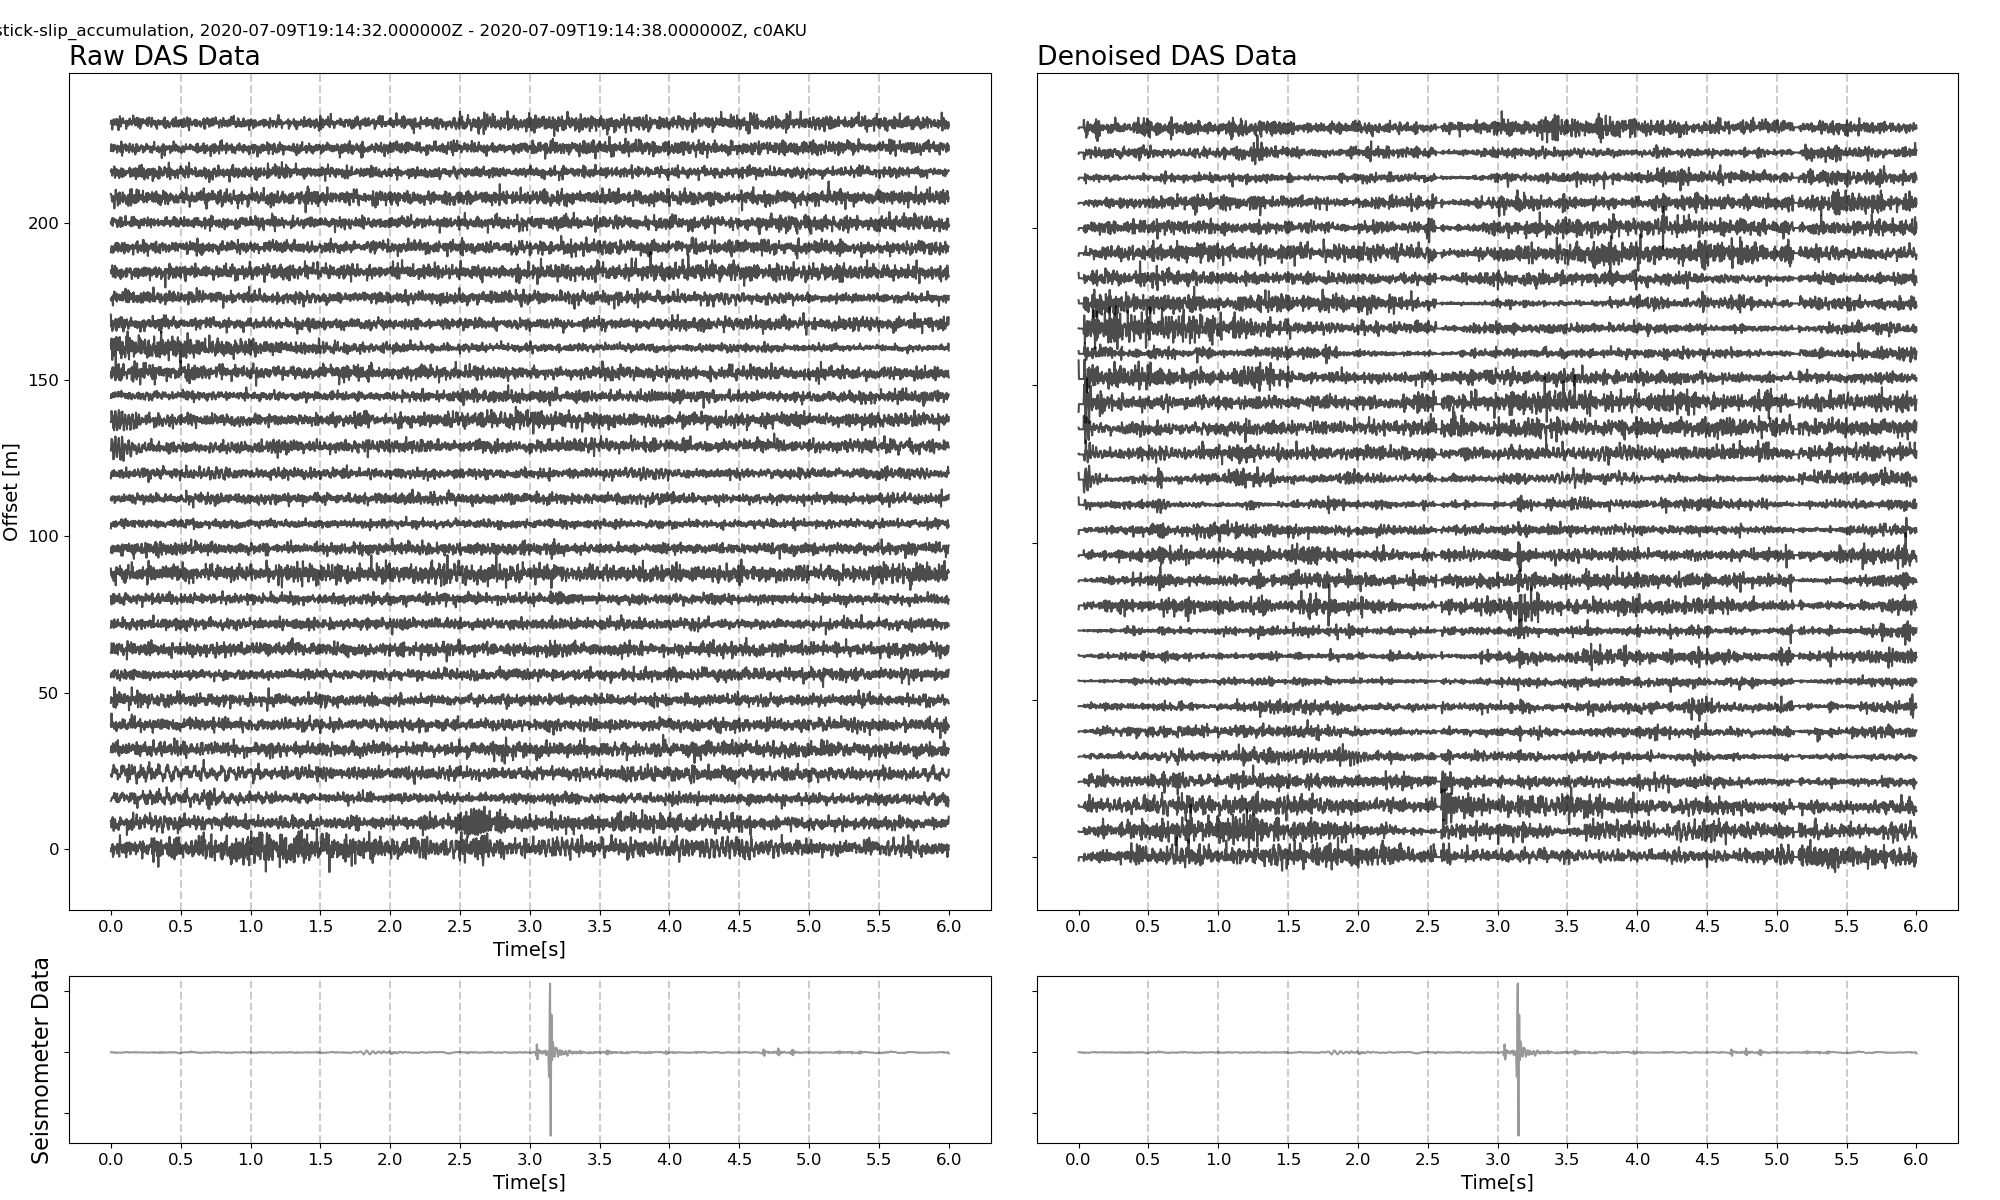 stick-slip_accumulation, 2020-07-09T19:14:32.000000Z - 2020-07-09T19:14:38.000000Z, c0AKU
Raw DAS Data
Denoised DAS Data
Offset [m]
200
150
100
50
0
0.0 0.5 1.0 1.5 2.0 2.5 3.0 3.5 4.0 4.5 5.0 5.5 6.0
Time[s]
0.0 0.5 1.0 1.5 2.0 2.5 3.0 3.5 4.0 4.5 5.0 5.5 6.0
Seismometer Data
0.0 0.5 1.0 1.5 2.0 2.5 3.0 3.5 4.0 4.5 5.0 5.5 6.0
Time[s]
0.0 0.5 1.0 1.5 2.0 2.5 3.0 3.5 4.0 4.5 5.0 5.5 6.0
Time[s]